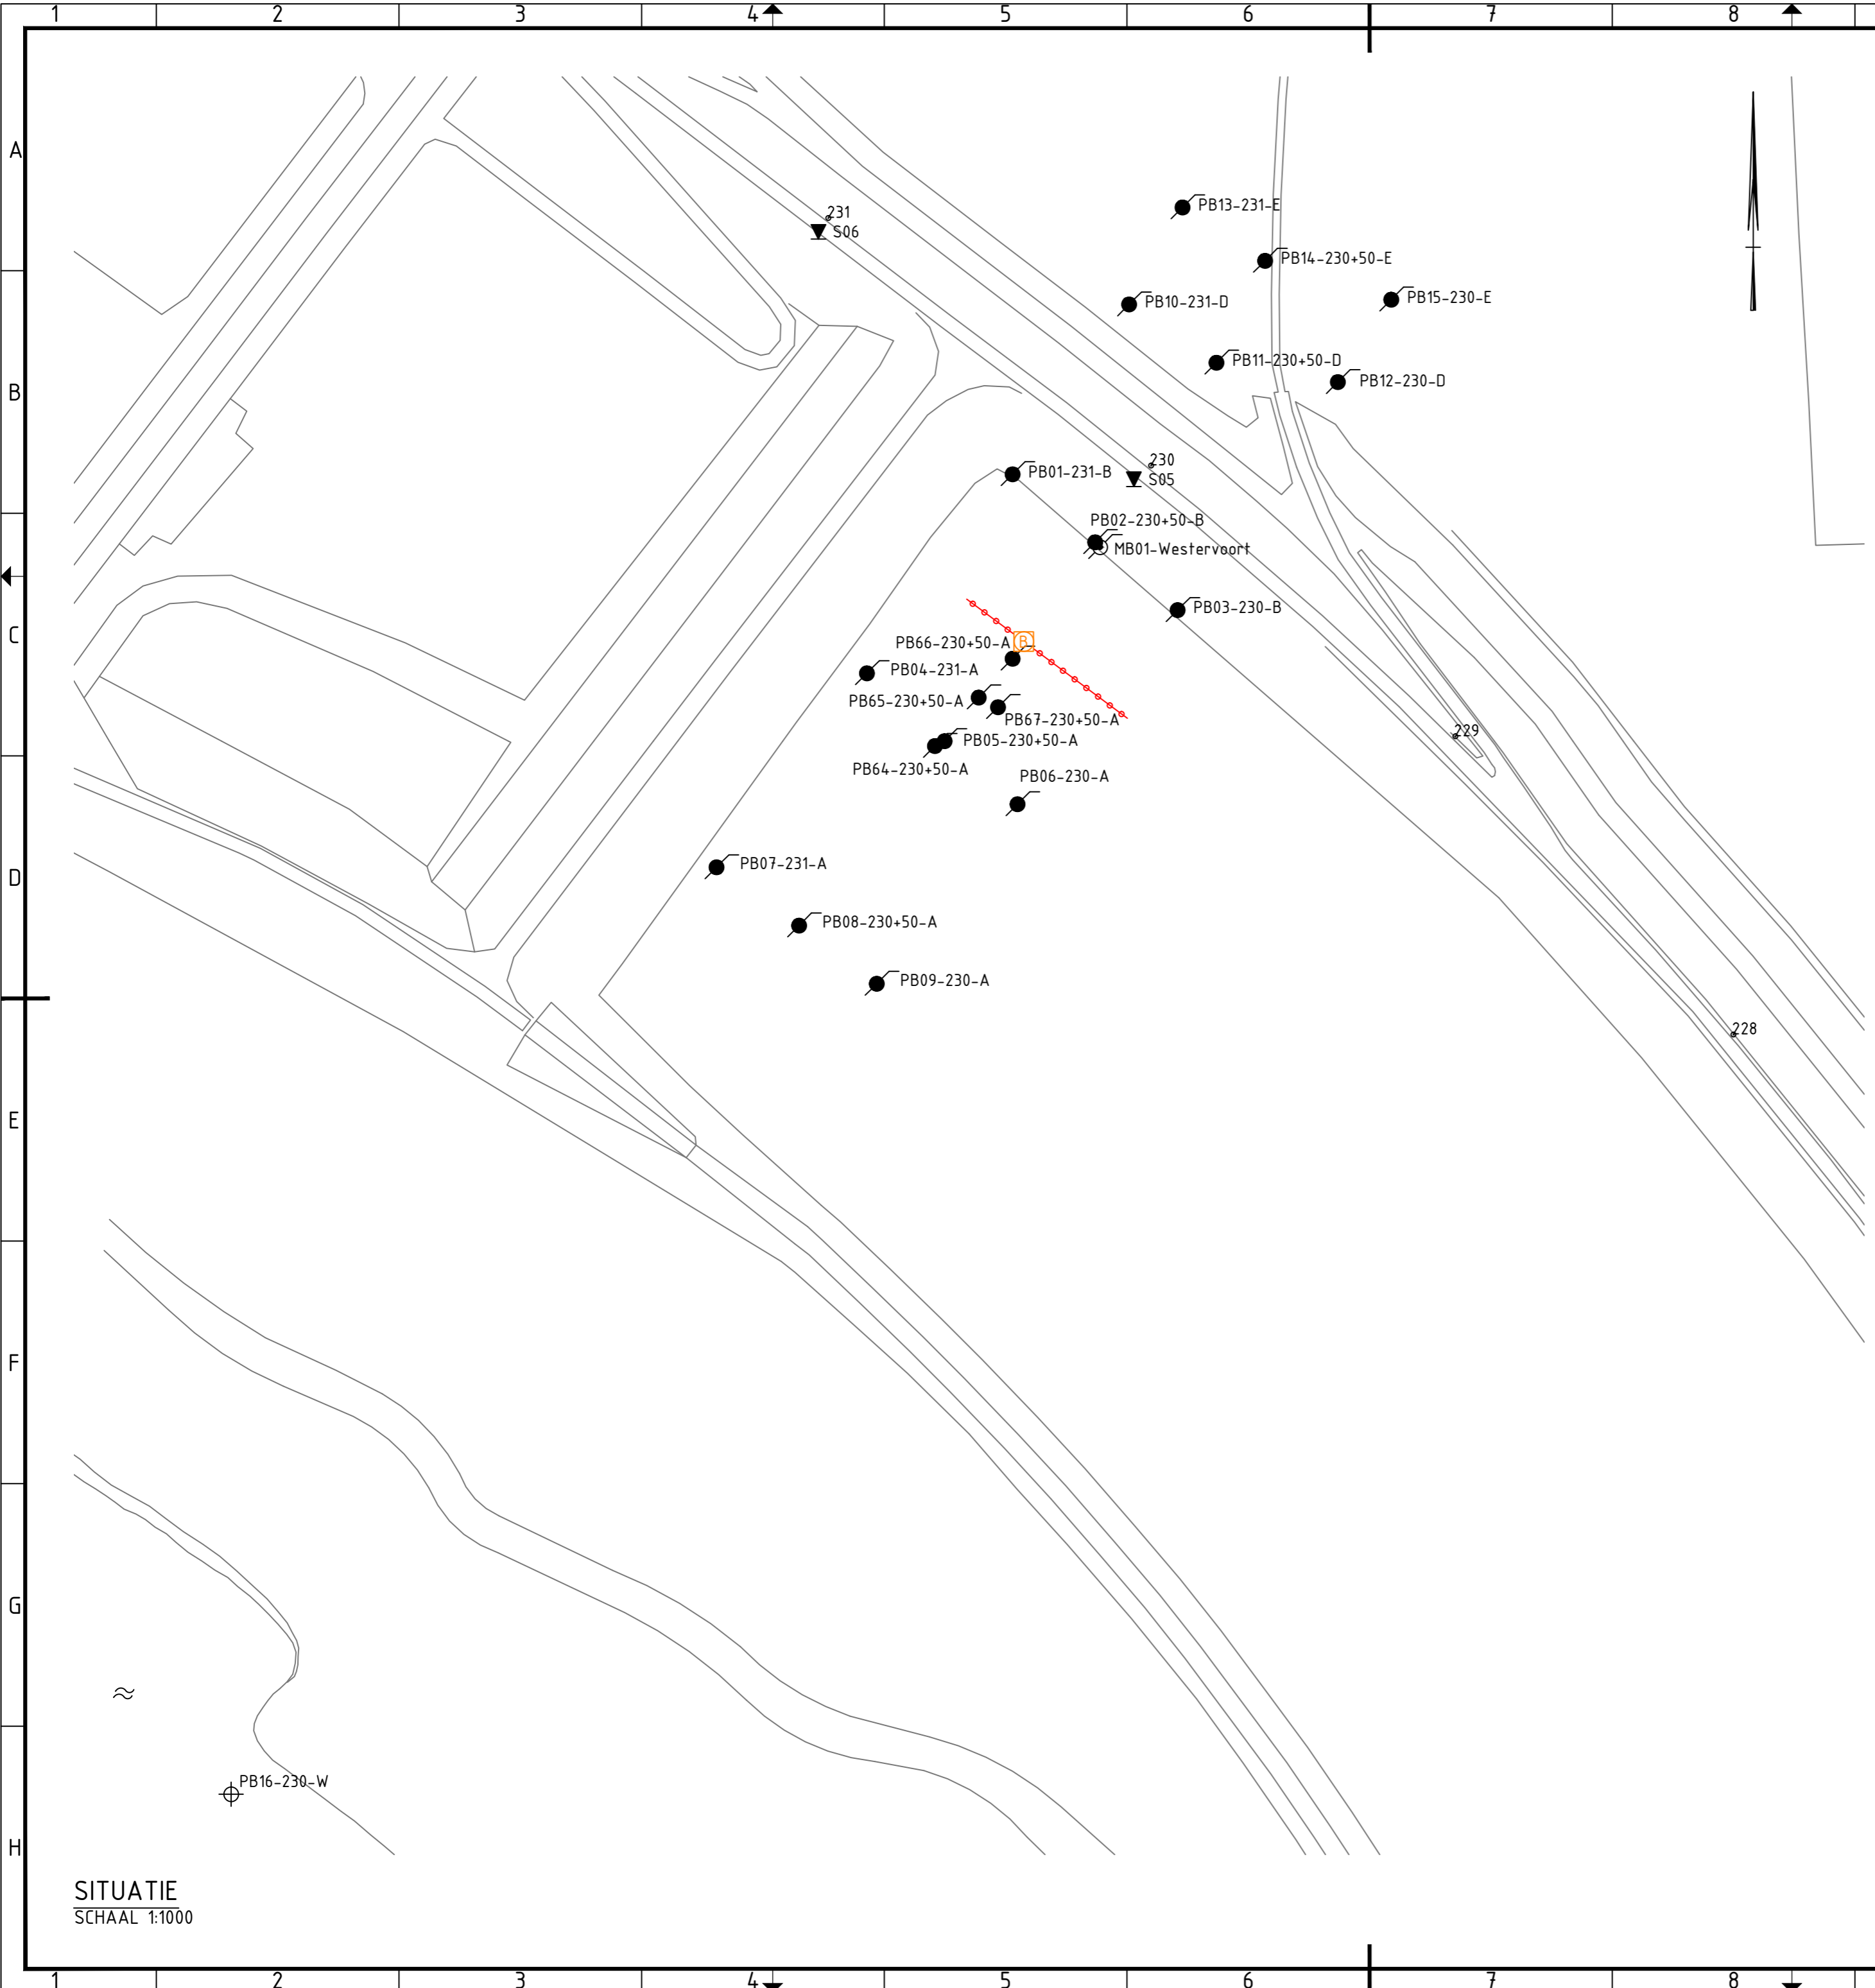 1 2 3 4 5 6 7 8
A
231
S06
PB13-231-E
PB14-230+50-E
PB10-231-D
PB15-230-E
PB11-230+50-D
PB12-230-D
B
230
PB01-231-B
S05
PB02-230+50-B
MB01-Westervoort
PB03-230-B
C
B
PB66-230+50-A
PB04-231-A
PB65-230+50-A
PB67-230+50-A
229
PB05-230+50-A
PB64-230+50-A
PB06-230-A
PB07-231-A
D
PB08-230+50-A
PB09-230-A
228
E
F
G
PB16-230-W
H
SITUATIE
SCHAAL 1:1000
1 2 3 4 5 6 7 8